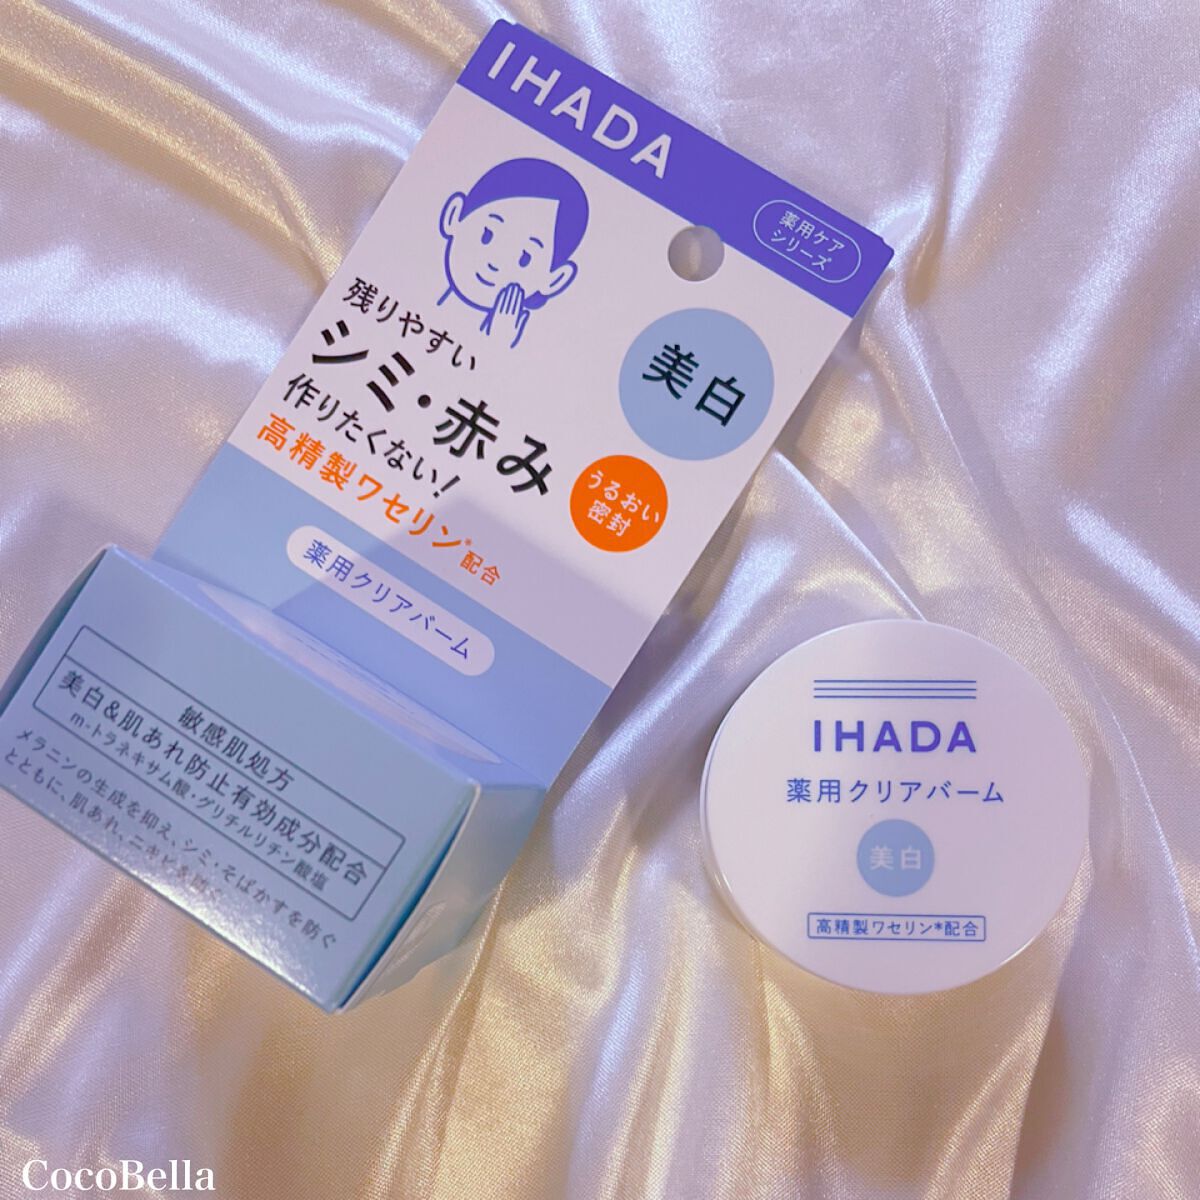 IHADA
薬用ケア
シリーズ
残りやすい
シミ・赤み
作りたくない!
高精製ワセリン*配合
美白
うるおい
密封
薬用クリアバーム
敏感肌処方
美白&肌あれ防止有効成分配合
m-トラネキサム酸・グリチルリチン酸塩
メラニンの生成を抑え、シミ・そばかすを防ぐ
とともに、肌あれ、ニキビを防ぐ
IHADA
薬用クリアバーム
美白
高精製ワセリン*配合
CocoBella